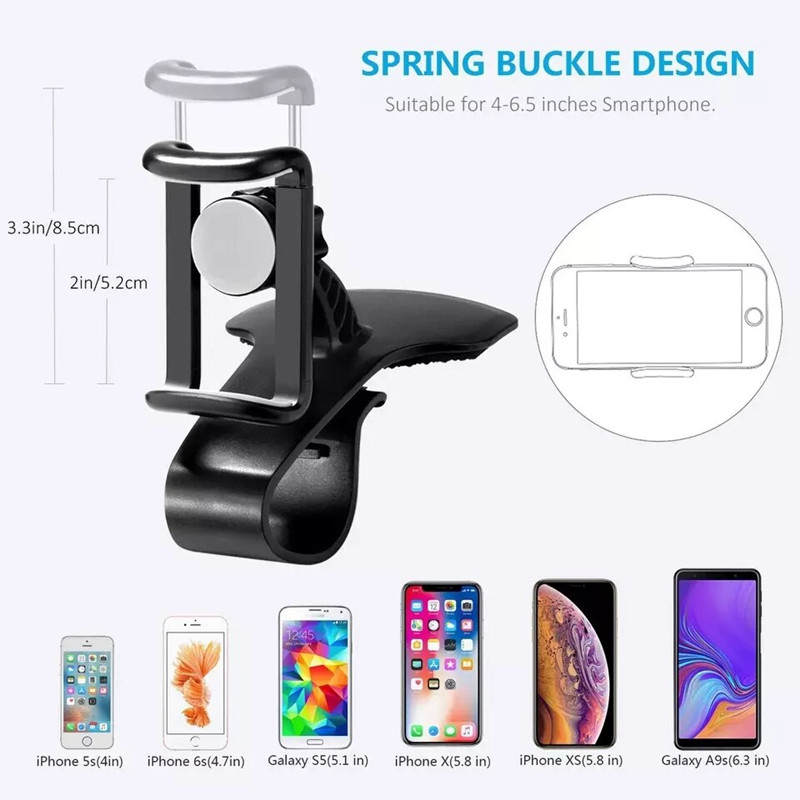 SPRING BUCKLE DESIGN
Suitable for 4-6.5 inches Smartphone.
3.3in/8.5cm
2in/5.2cm
12:45
iPhone 5s(4in)
iPhone 6s(4.7in)
Galaxy S5(5.1 in)
iPhone X(5.8 in)
iPhone XS(5.8 in)
Galaxy A9s(6.3 in)